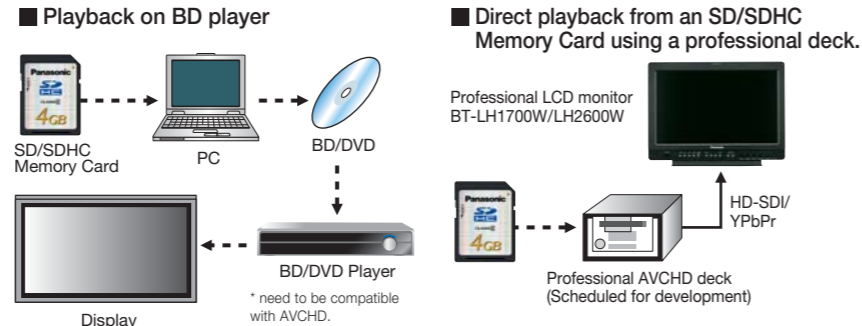 ■ Playback on BD player
Panasonic
SD
HC
4GB
SD/SDHC
Memory Card
PC
BD/DVD
BD/DVD Player
* need to be compatible
with AVCHD.
Display
■ Direct playback from an SD/SDHC
Memory Card using a professional deck.
Professional LCD monitor
BT-LH1700W/LH2600W
Panasonic
SD
HC
4GB
HD-SDI/
YPbPr
Professional AVCHD deck
(Scheduled for development)